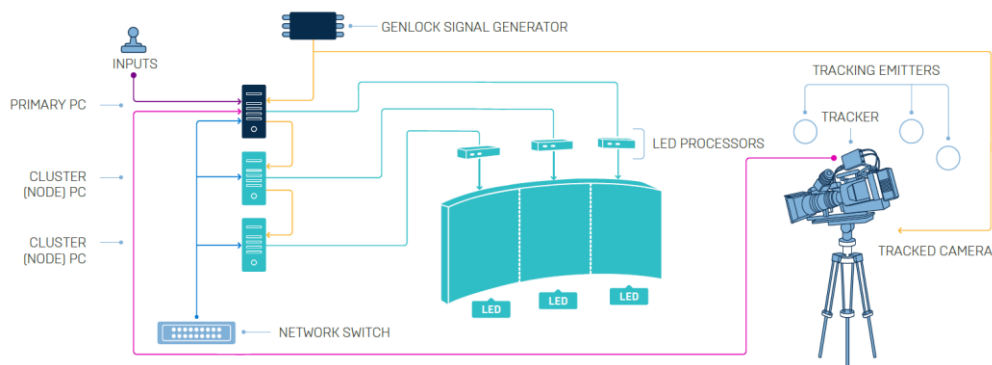 GENLOCK SIGNAL GENERATOR
INPUTS
TRACKING EMITTERS
PRIMARY PC
TRACKER
LED PROCESSORS
CLUSTER
(NODE) PC
CLUSTER
(NODE) PC
TRACKED CAMERA
LED
LED
LED
NETWORK SWITCH